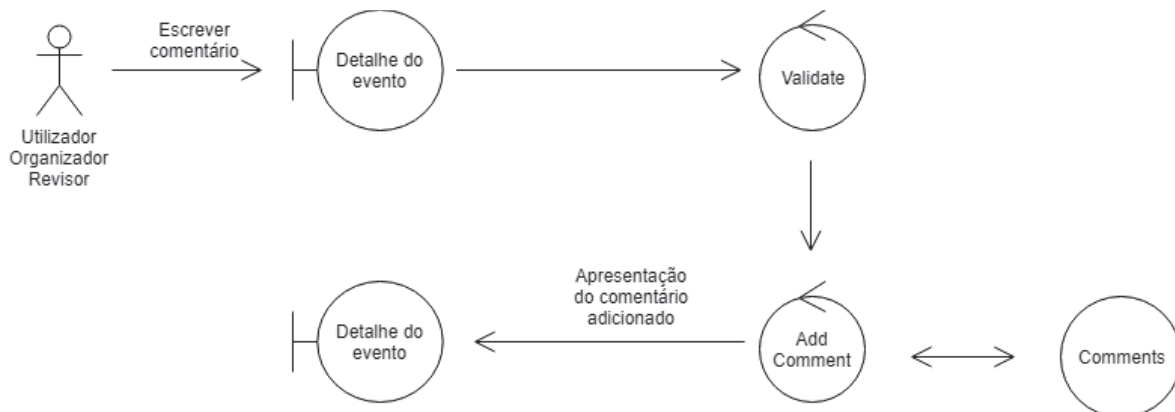 Escrever
comentário
Detalhe do
evento
Validate
Utilizador
Organizador
Revisor
Apresentação
do comentário
adicionado
Detalhe do
evento
Add
Comment
Comments